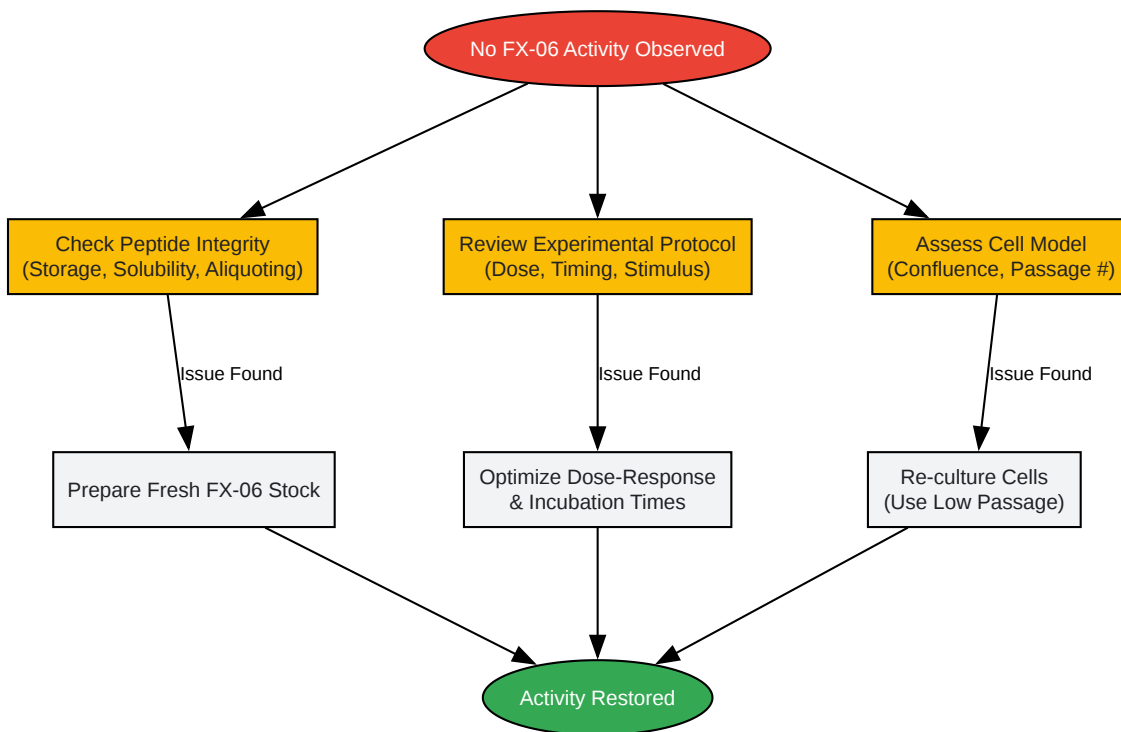 No FX-06 Activity Observed
Check Peptide Integrity
(Storage, Solubility, Aliquoting)
Review Experimental Protocol
(Dose, Timing, Stimulus)
Assess Cell Model
(Confluence, Passage #)
Issue Found
Issue Found
Issue Found
Prepare Fresh FX-06 Stock
Optimize Dose-Response
& Incubation Times
Re-culture Cells
(Use Low Passage)
Activity Restored